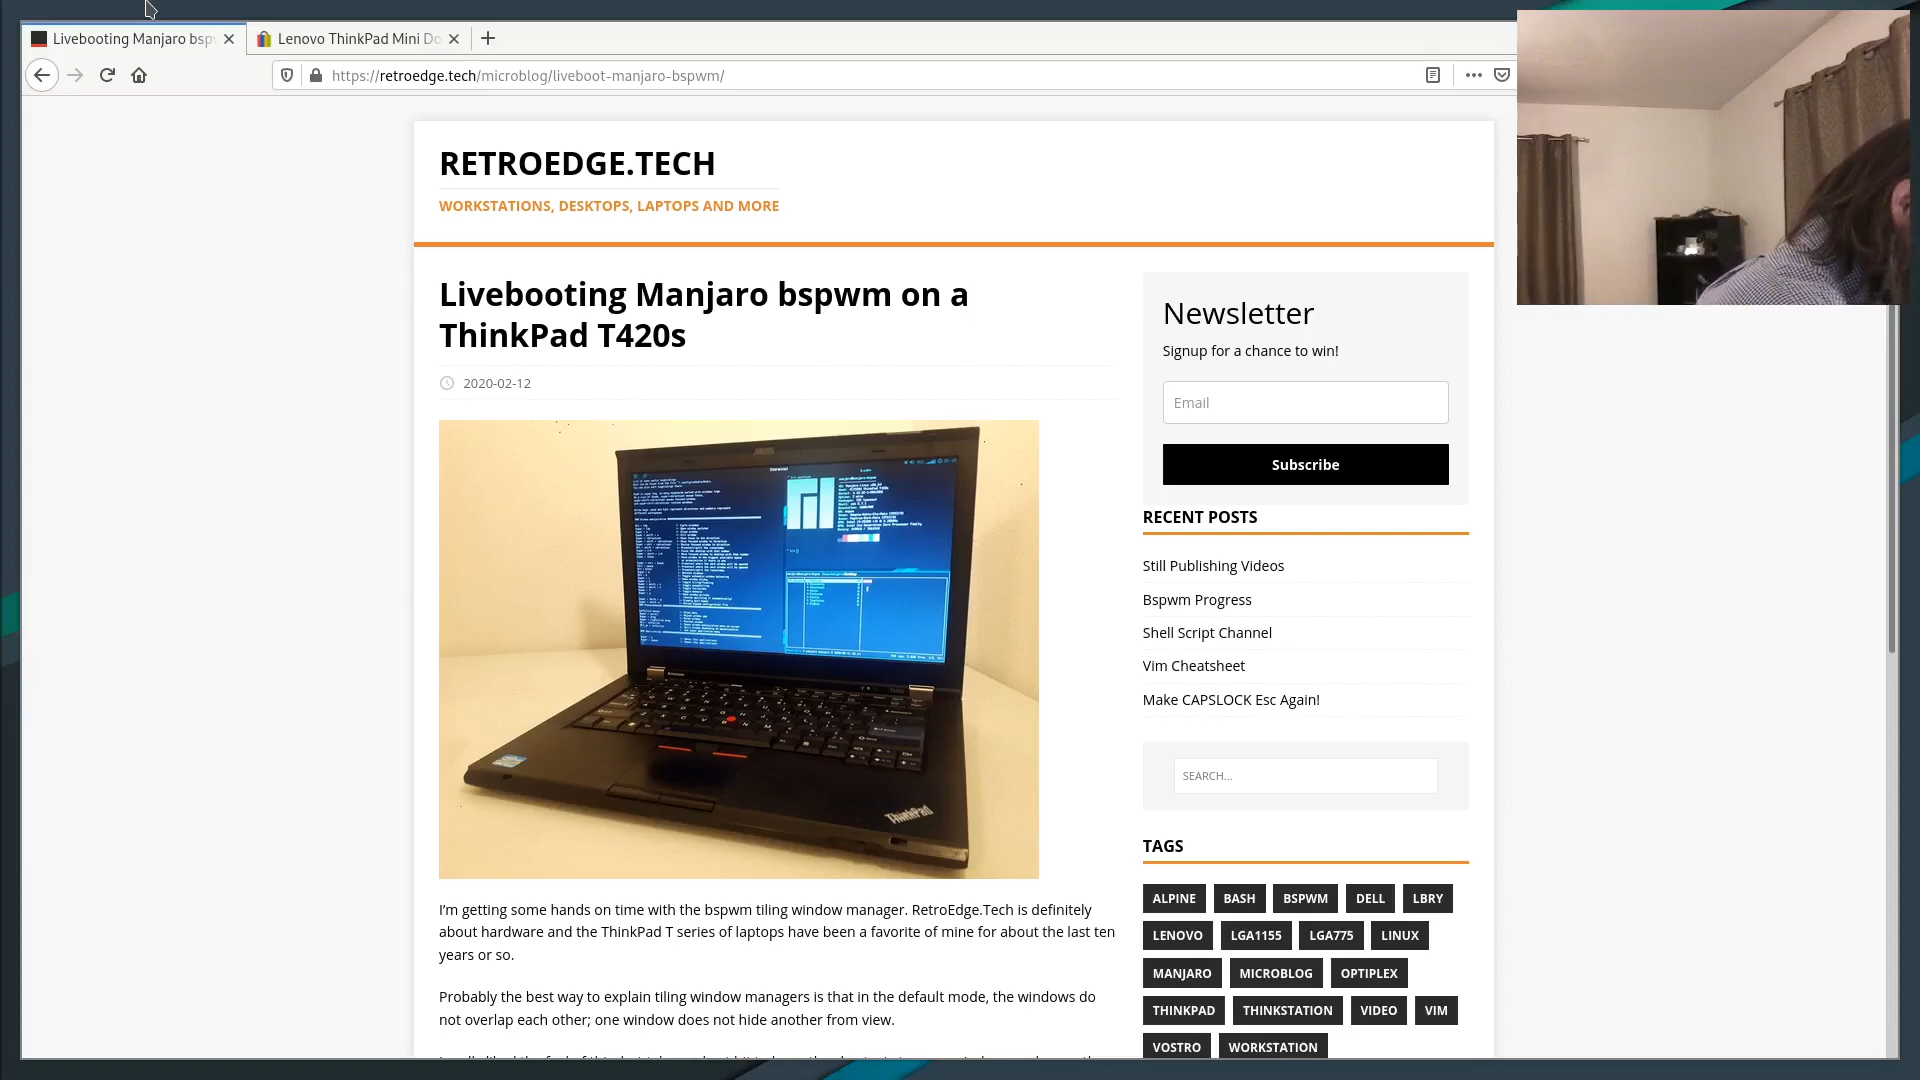 Livebooting Manjaro bsp
Lenovo ThinkPad Mini Do
https://retroedge.tech/microblog/liveboot-manjaro-bspwm/
RETROEDGE.TECH
WORKSTATIONS, DESKTOPS, LAPTOPS AND MORE
Livebooting Manjaro bspwm on a
ThinkPad T420s
2020-02-12
ThinkPad
I'm getting some hands on time with the bspwm tiling window manager. RetroEdge.Tech is definitely
about hardware and the ThinkPad T series of laptops have been a favorite of mine for about the last ten
years or so.
Probably the best way to explain tiling window managers is that in the default mode, the windows do
not overlap each other; one window does not hide another from view.
Newsletter
Signup for a chance to win!
Email
Subscribe
RECENT POSTS
Still Publishing Videos
Bspwm Progress
Shell Script Channel
Vim Cheatsheet
Make CAPSLOCK Esc Again!
SEARCH...
TAGS
ALPINE BASH BSPWM DELL LBRY
LENOVO LGA1155 LGA775 LINUX
MANJARO MICROBLOG OPTIPLEX
THINKPAD THINKSTATION VIDEO VIM
VOSTRO WORKSTATION